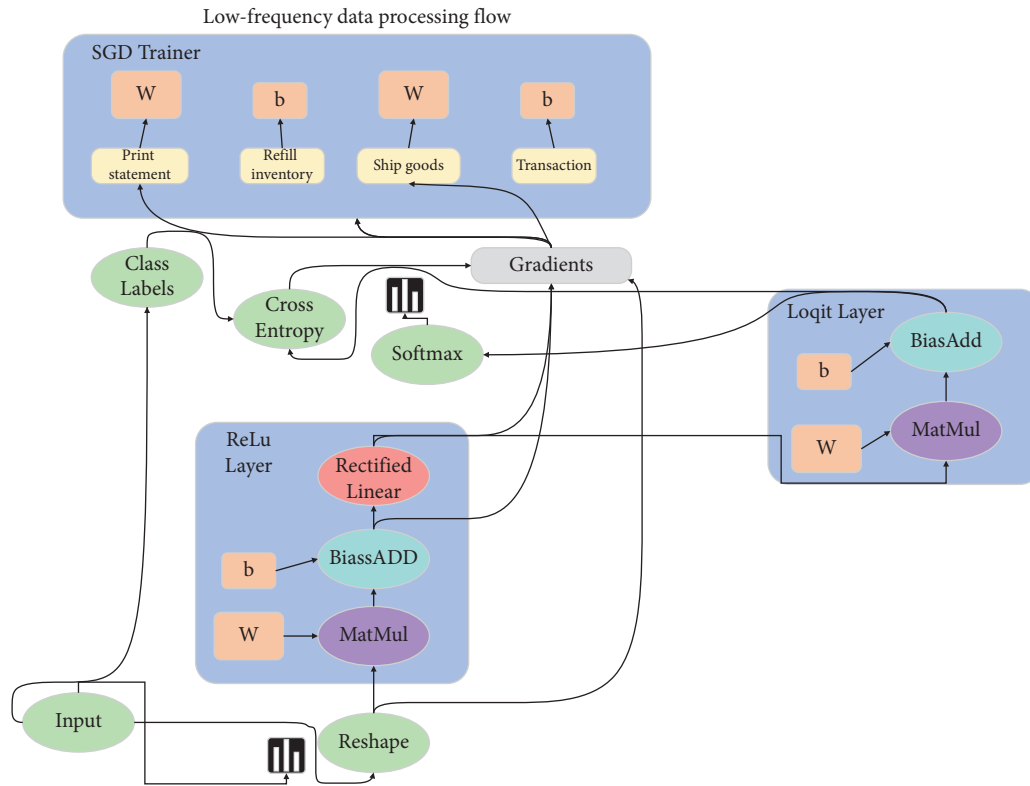 Low-frequency data processing flow
SGD Trainer
W
b
W
b
Print
statement
Refill
inventory
Ship goods
Transaction
Class
Labels
Gradients
Cross
Entropy
Softmax
Loqit Layer
BiasAdd
b
MatMul
W
ReLu
Layer
Rectified
Linear
BiassADD
b
W
MatMul
Input
Reshape